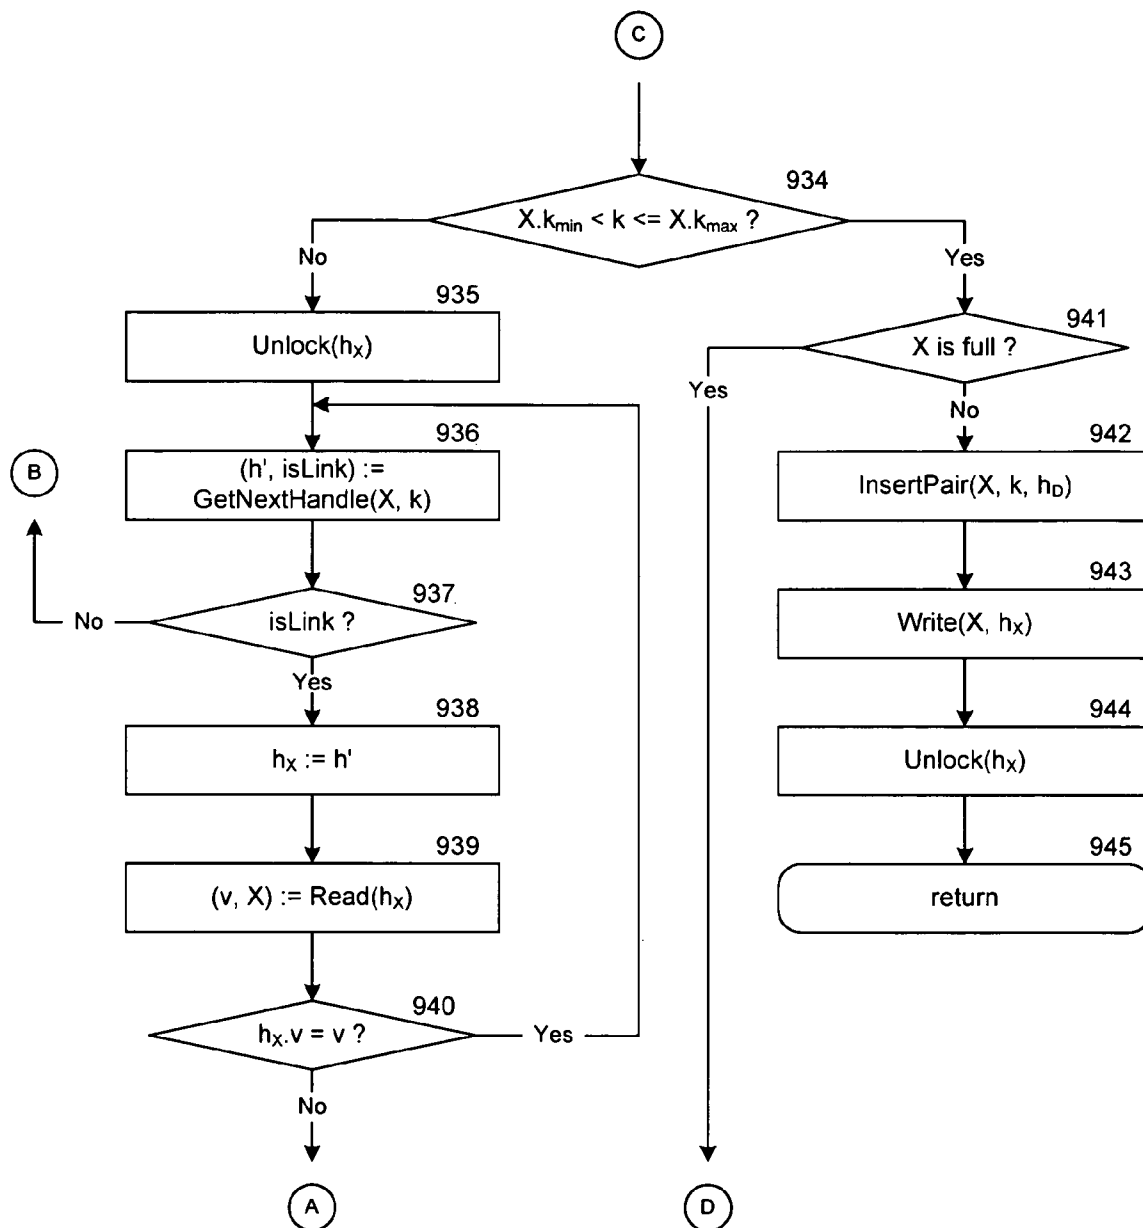 C
934
X.kmin < k <= X.kmax ?
No
Yes
935
Unlock(hX)
941
X is full ?
Yes
No
936
(h', isLink) :=
GetNextHandle(X, k)
B
942
InsertPair(X, k, hD)
937
isLink ?
No
Yes
943
Write(X, hX)
938
hX := h'
944
Unlock(hX)
939
(v, X) := Read(hX)
945
return
940
hX.v = v ?
Yes
No
A
D